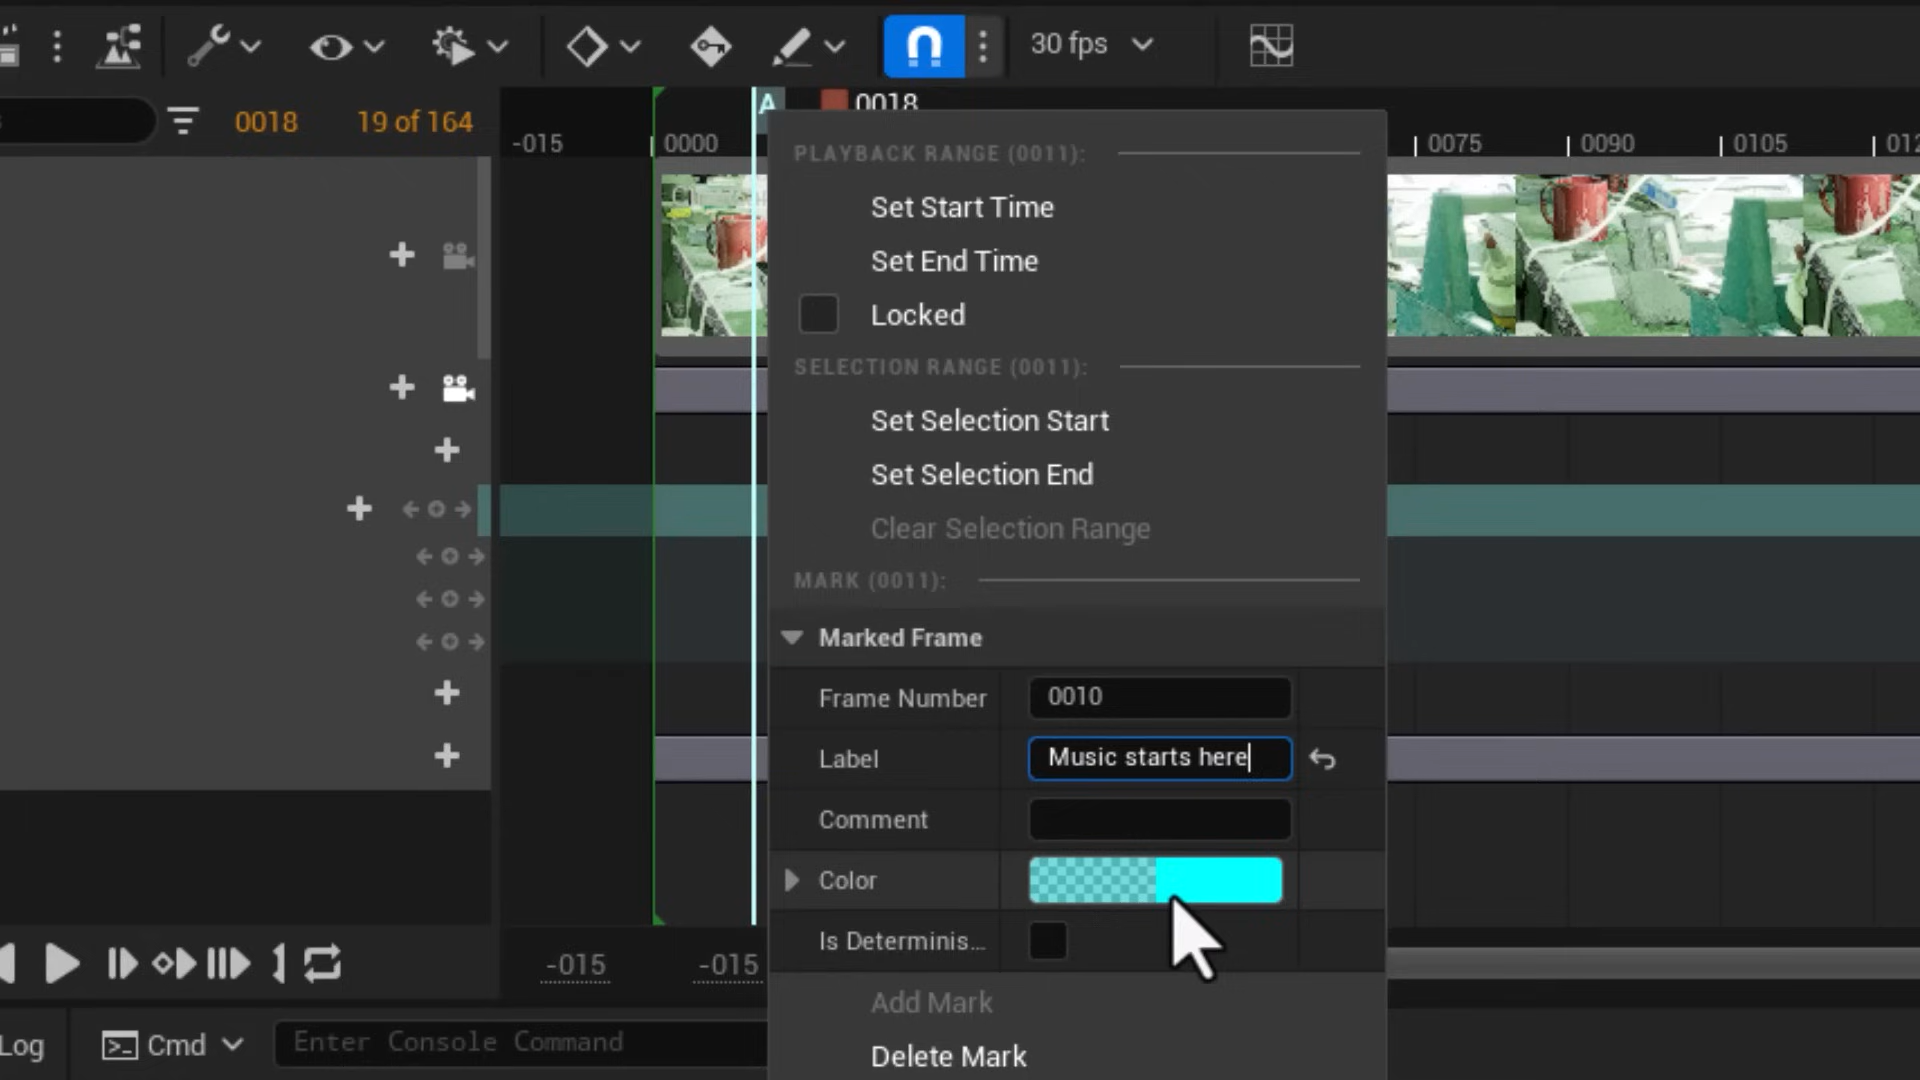 30 fps
0018
19 of 164
A
0018
-015
0000
0075
0090
0105
PLAYBACK RANGE (0011):
Set Start Time
Set End Time
Locked
SELECTION RANGE (0011):
Set Selection Start
Set Selection End
Clear Selection Range
MARK (0011):
Marked Frame
Frame Number
0010
Label
Music starts here
Comment
Color
Is Determinis...
Add Mark
Delete Mark
-015
-015
Log
Cmd
Enter Console Command